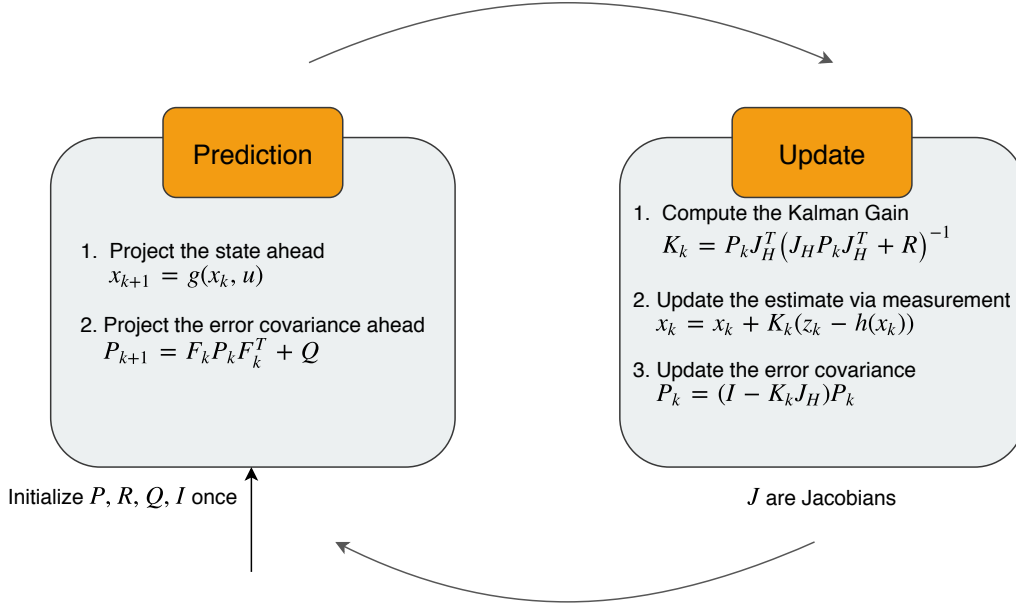 Prediction
1. Project the state ahead
x_{k+1} = g(x_k, u)
2. Project the error covariance ahead
P_{k+1} = F_k P_k F_k^T + Q
Initialize P, R, Q, I once
Update
1. Compute the Kalman Gain
K_k = P_k J_H^T (J_H P_k J_H^T + R)^{-1}
2. Update the estimate via measurement
x_k = x_k + K_k(z_k − h(x_k))
3. Update the error covariance
P_k = (I − K_k J_H)P_k
J are Jacobians